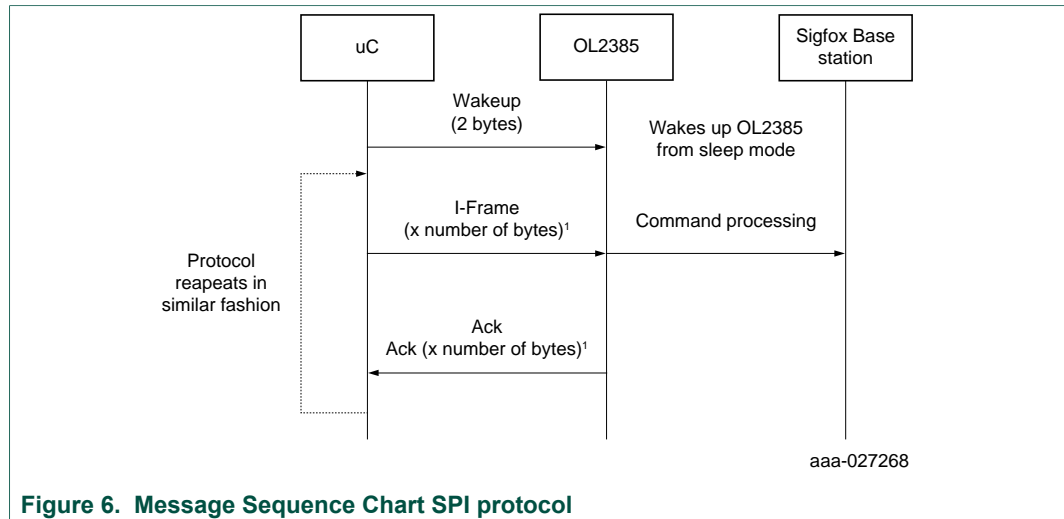 uC
OL2385
Sigfox Base
station
Wakeup
(2 bytes)
Wakes up OL2385
from sleep mode
I-Frame
(x number of bytes)¹
Command processing
Protocol
reapeats in
similar fashion
Ack
Ack (x number of bytes)¹
aaa-027268
Figure 6. Message Sequence Chart SPI protocol